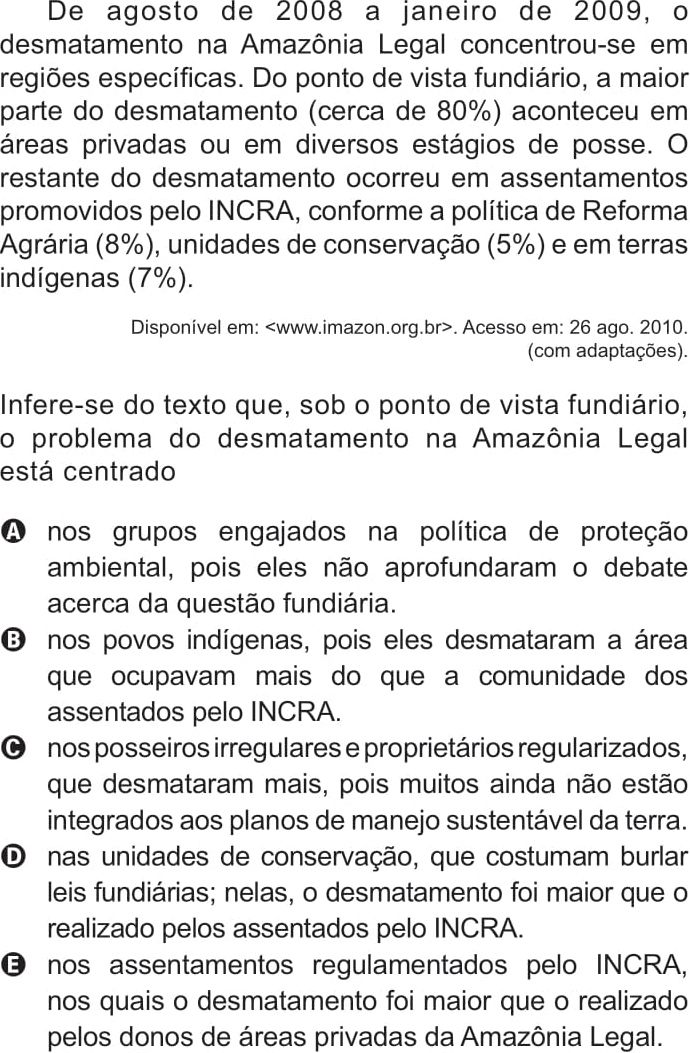 De agosto de 2008 a janeiro de 2009, o
desmatamento na Amazônia Legal concentrou-se em
regiões específicas. Do ponto de vista fundiário, a maior
parte do desmatamento (cerca de 80%) aconteceu em
áreas privadas ou em diversos estágios de posse. O
restante do desmatamento ocorreu em assentamentos
promovidos pelo INCRA, conforme a política de Reforma
Agrária (8%), unidades de conservação (5%) e em terras
indígenas (7%).
Disponível em: <www.imazon.org.br>. Acesso em: 26 ago. 2010.
(com adaptações).
Infere-se do texto que, sob o ponto de vista fundiário,
o problema do desmatamento na Amazônia Legal
está centrado
A nos grupos engajados na política de proteção
ambiental, pois eles não aprofundaram o debate
acerca da questão fundiária.
B nos povos indígenas, pois eles desmataram a área
que ocupavam mais do que a comunidade dos
assentados pelo INCRA.
C nos posseiros irregulares e proprietários regularizados,
que desmataram mais, pois muitos ainda não estão
integrados aos planos de manejo sustentável da terra.
D nas unidades de conservação, que costumam burlar
leis fundiárias; nelas, o desmatamento foi maior que o
realizado pelos assentados pelo INCRA.
E nos assentamentos regulamentados pelo INCRA,
nos quais o desmatamento foi maior que o realizado
pelos donos de áreas privadas da Amazônia Legal.